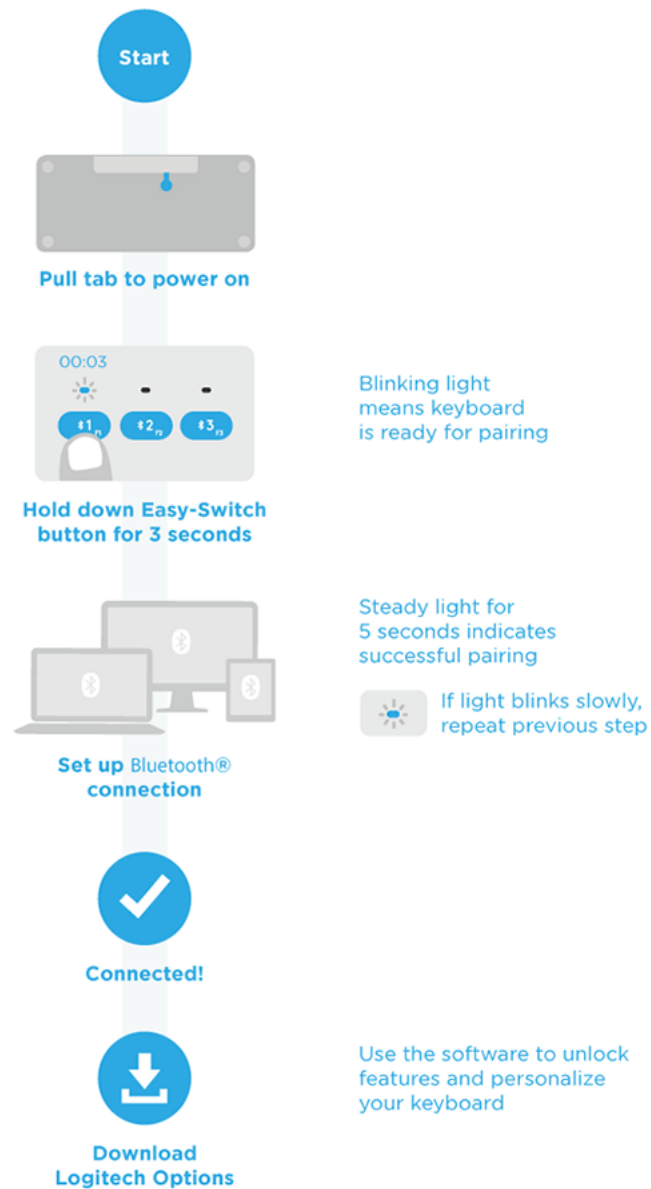 Start
Pull tab to power on
00:03
1 F1
2 F2
3 F3
Hold down Easy-Switch
button for 3 seconds
Blinking light
means keyboard
is ready for pairing
Set up Bluetooth®
connection
Steady light for
5 seconds indicates
successful pairing
If light blinks slowly,
repeat previous step
Connected!
Download
Logitech Options
Use the software to unlock
features and personalize
your keyboard